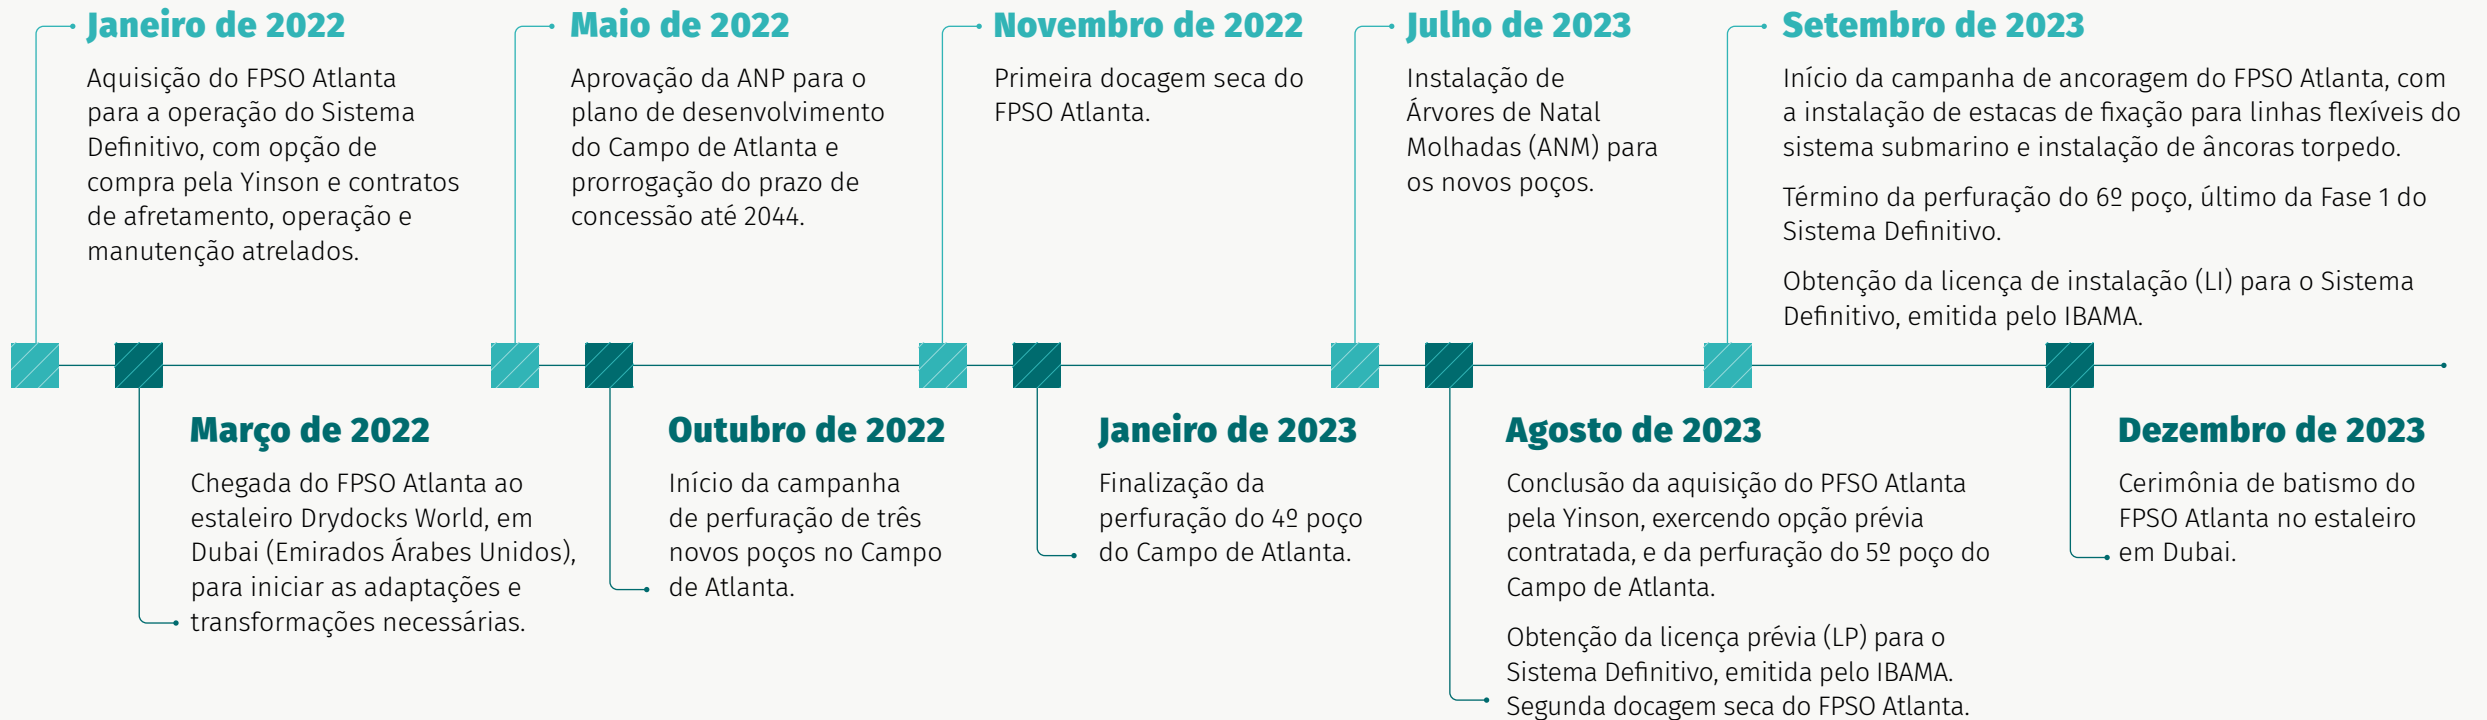 Janeiro de 2022
Aquisição do FPSO Atlanta
para a operação do Sistema
Definitivo, com opção de
compra pela Yinson e contratos
de afretamento, operação e
manutenção atrelados.
Março de 2022
Chegada do FPSO Atlanta ao
estaleiro Drydocks World, em
Dubai (Emirados Árabes Unidos),
para iniciar as adaptações e
transformações necessárias.
Maio de 2022
Aprovação da ANP para o
plano de desenvolvimento
do Campo de Atlanta e
prorrogação do prazo de
concessão até 2044.
Outubro de 2022
Início da campanha
de perfuração de três
novos poços no Campo
de Atlanta.
Novembro de 2022
Primeira docagem seca do
FPSO Atlanta.
Janeiro de 2023
Finalização da
perfuração do 4º poço
do Campo de Atlanta.
Julho de 2023
Instalação de
Árvores de Natal
Molhadas (ANM) para
os novos poços.
Agosto de 2023
Conclusão da aquisição do PFSO Atlanta
pela Yinson, exercendo opção prévia
contratada, e da perfuração do 5º poço do
Campo de Atlanta.
Obtenção da licença prévia (LP) para o
Sistema Definitivo, emitida pelo IBAMA.
Segunda docagem seca do FPSO Atlanta.
Setembro de 2023
Início da campanha de ancoragem do FPSO Atlanta, com
a instalação de estacas de fixação para linhas flexíveis do
sistema submarino e instalação de âncoras torpedo.
Término da perfuração do 6º poço, último da Fase 1 do
Sistema Definitivo.
Obtenção da licença de instalação (LI) para o Sistema
Definitivo, emitida pelo IBAMA.
Dezembro de 2023
Cerimônia de batismo do
FPSO Atlanta no estaleiro
em Dubai.